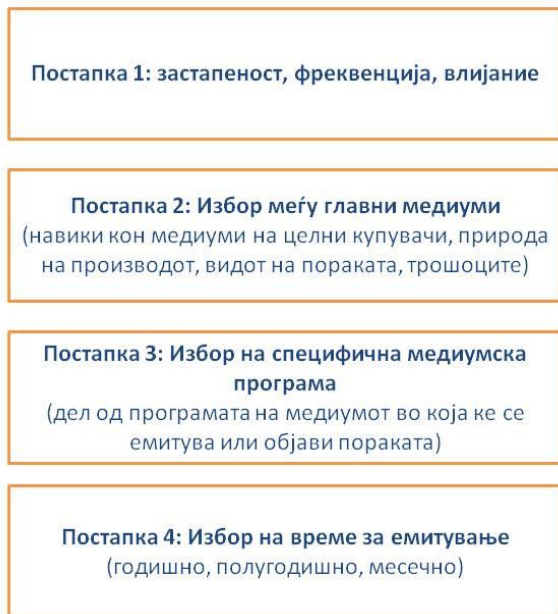 Постапка 1: застапеност, фреквенција, влијание
Постапка 2: Избор меѓу главни медиуми
(навики кон медиуми на целни купувачи, природа
на производот, видот на пораката, трошоците)
Постапка 3: Избор на специфична медиумска
програма
(дел од програмата на медиумот во која ке се
емитува или објави пораката)
Постапка 4: Избор на време за емитување
(годишно, полугодишно, месечно)